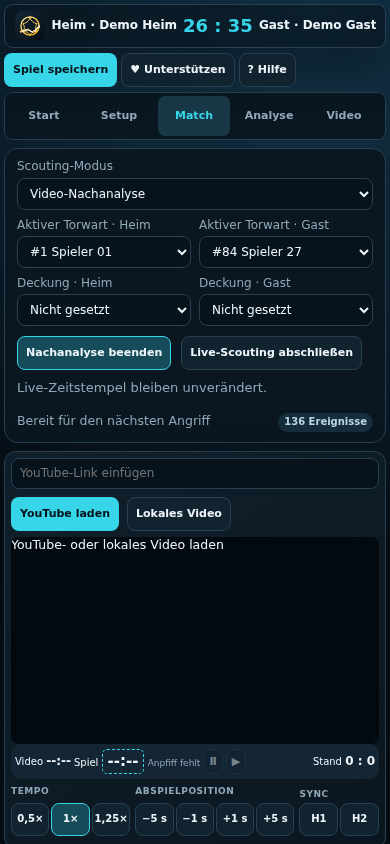 Heim · Demo Heim 26 : 35 Gast · Demo Gast
Spiel speichern ♥ Unterstützen ? Hilfe
Start Setup Match Analyse Video
Scouting-Modus
Video-Nachanalyse
Aktiver Torwart · Heim Aktiver Torwart · Gast
#1 Spieler 01 #84 Spieler 27
Deckung · Heim Deckung · Gast
Nicht gesetzt Nicht gesetzt
Nachanalyse beenden Live-Scouting abschließen
Live-Zeitstempel bleiben unverändert.
Bereit für den nächsten Angriff 136 Ereignisse
YouTube-Link einfügen
YouTube laden Lokales Video
YouTube- oder lokales Video laden
Video --:-- Spiel --:-- Anpfiff fehlt ⏸ ▶ Stand 0 : 0
TEMPO ABSPIELPOSITION SYNC
0,5× 1× 1,25× −5 s −1 s +1 s +5 s H1 H2